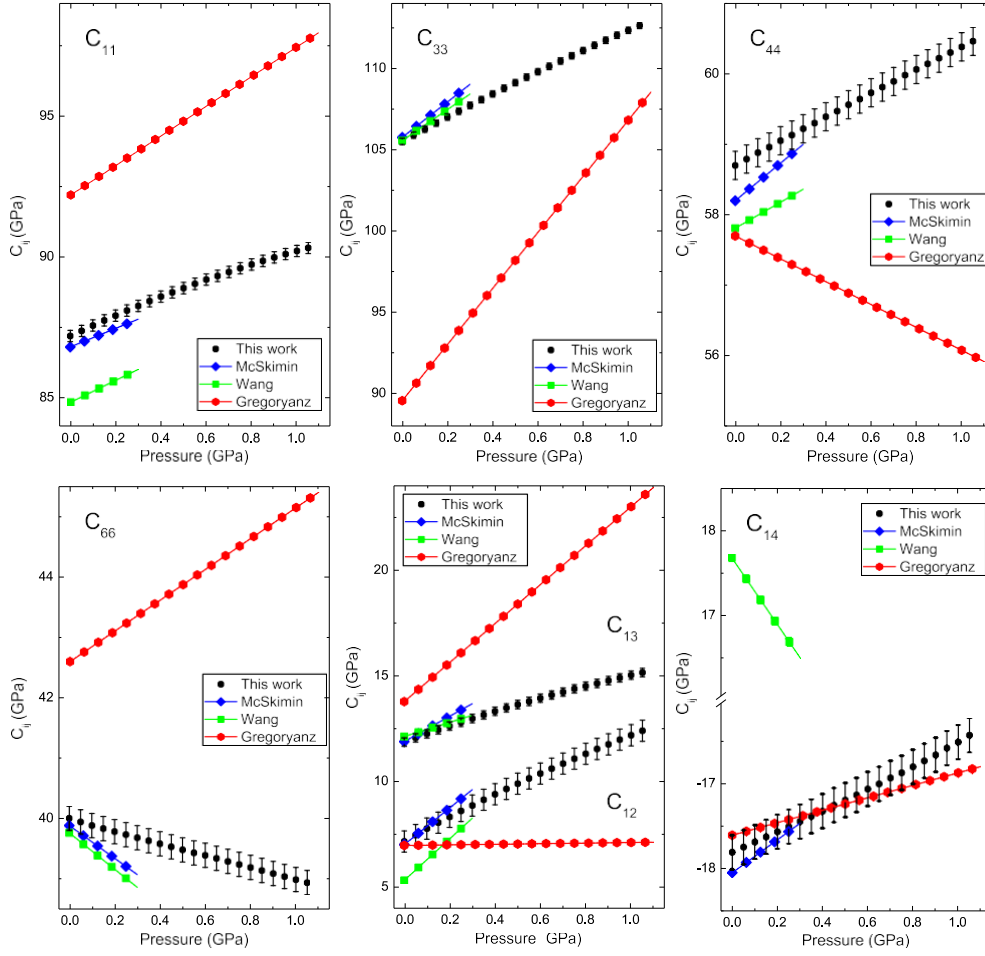 C11
95
90
85
Cij (GPa)
0.0 0.2 0.4 0.6 0.8 1.0
Pressure (GPa)
This work
McSkimin
Wang
Gregoryanz
C33
110
105
100
95
90
Cij (GPa)
0.0 0.2 0.4 0.6 0.8 1.0
Pressure (GPa)
This work
McSkimin
Wang
Gregoryanz
C44
60
58
56
Cij (GPa)
0.0 0.2 0.4 0.6 0.8 1.0
Pressure (GPa)
This work
McSkimin
Wang
Gregoryanz
C66
44
42
40
Cij (GPa)
0.0 0.2 0.4 0.6 0.8 1.0
Pressure (GPa)
This work
McSkimin
Wang
Gregoryanz
This work
McSkimin
Wang
Gregoryanz
20
15
10
5
Cij (GPa)
C13
C12
0.0 0.2 0.4 0.6 0.8 1.0
Pressure GPa)
C14
18
17
-17
-18
Cij (GPa)
0.0 0.2 0.4 0.6 0.8 1.0
Pressure (GPa)
This work
McSkimin
Wang
Gregoryanz